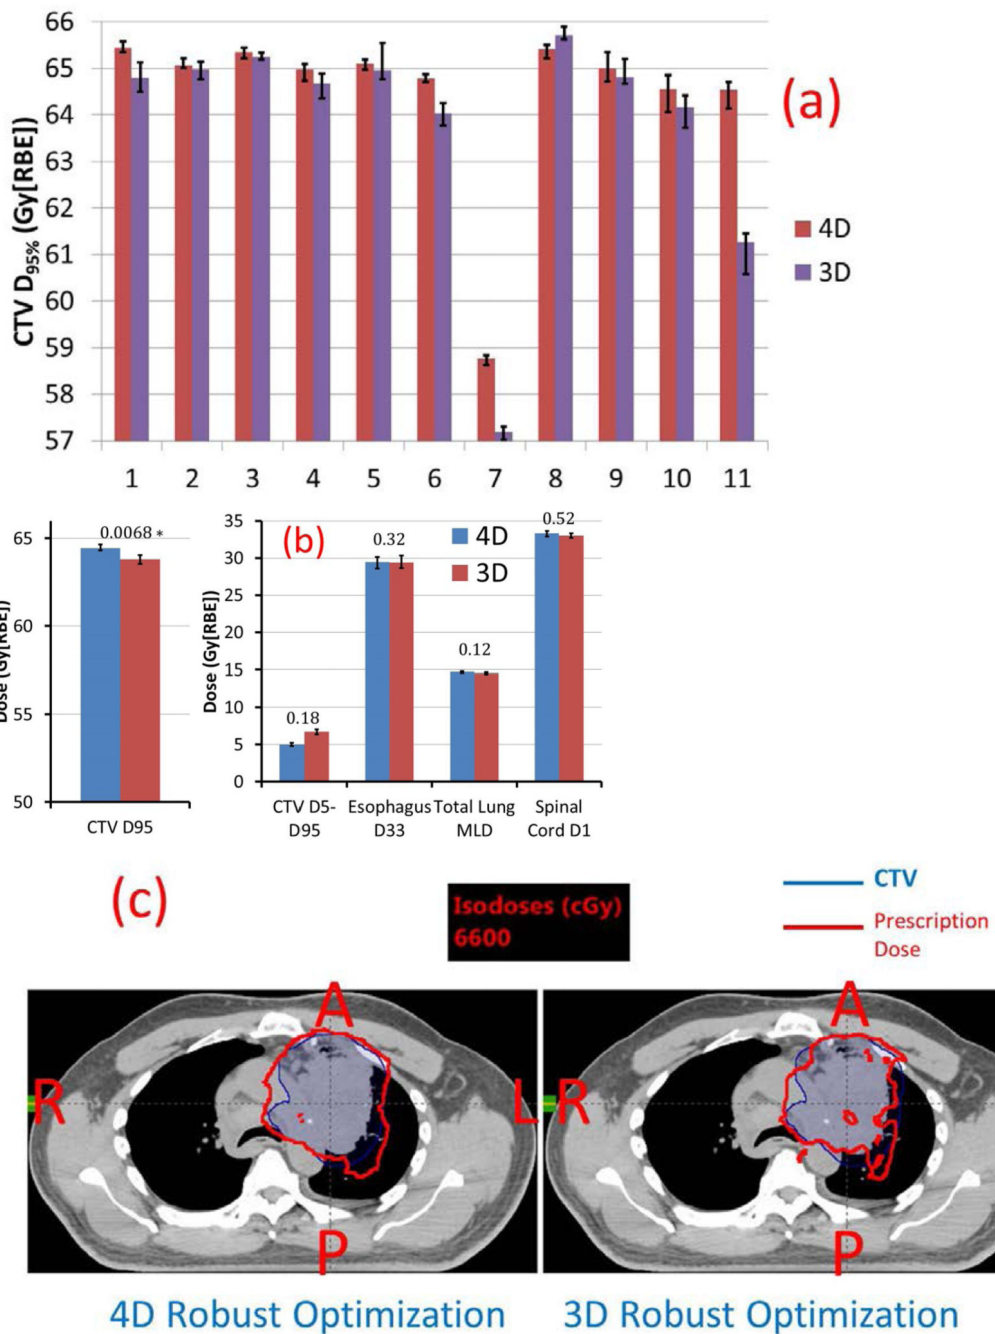 66
65
64
63
62
61
60
59
58
57
CTV D95% (Gy[RBE])
1 2 3 4 5 6 7 8 9 10 11
(a)
4D
3D
65
60
55
50
Dose (Gy[RBE])
0.0068 *
CTV D95
35
30
25
20
15
10
5
0
Dose (Gy[RBE])
(b)
4D
3D
0.18
0.32
0.12
0.52
CTV D5-
D95
Esophagus
D33
Total Lung
MLD
Spinal
Cord D1
(c)
Isodoses (cGy)
6600
CTV
Prescription
Dose
A
R
L
P
A
R
P
4D Robust Optimization
3D Robust Optimization